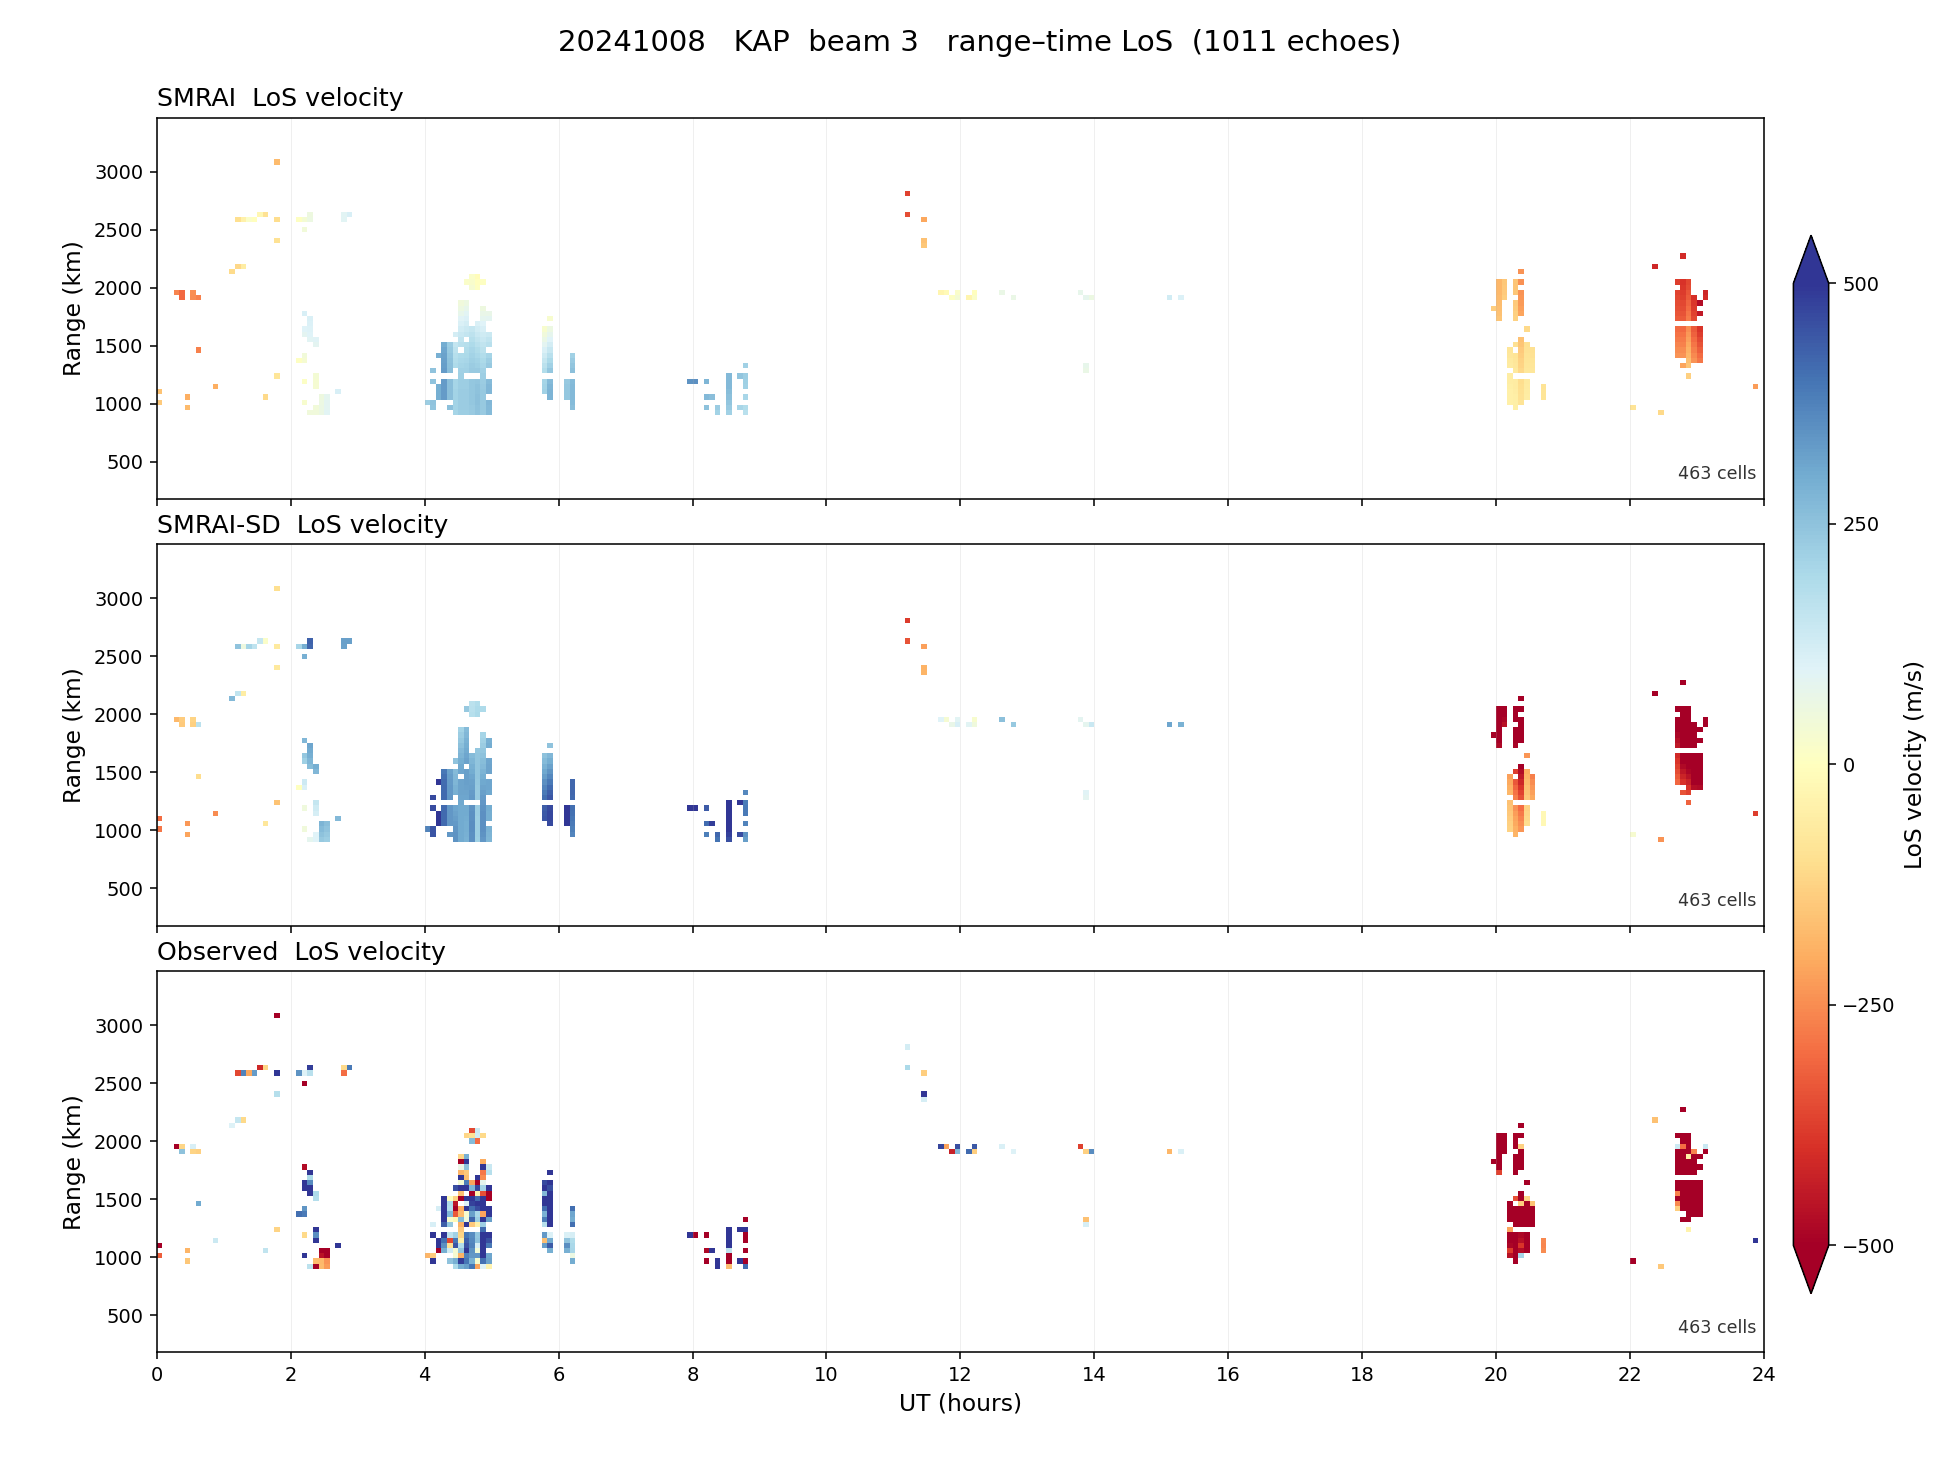 20241008   KAP  beam 3   range–time LoS  (1011 echoes)
SMRAI  LoS velocity
3000
2500
2000
1500
1000
500
Range (km)
463 cells
SMRAI-SD  LoS velocity
3000
2500
2000
1500
1000
500
Range (km)
463 cells
Observed  LoS velocity
3000
2500
2000
1500
1000
500
Range (km)
463 cells
0 2 4 6 8 10 12 14 16 18 20 22 24
UT (hours)
500
250
0
−250
−500
LoS velocity (m/s)